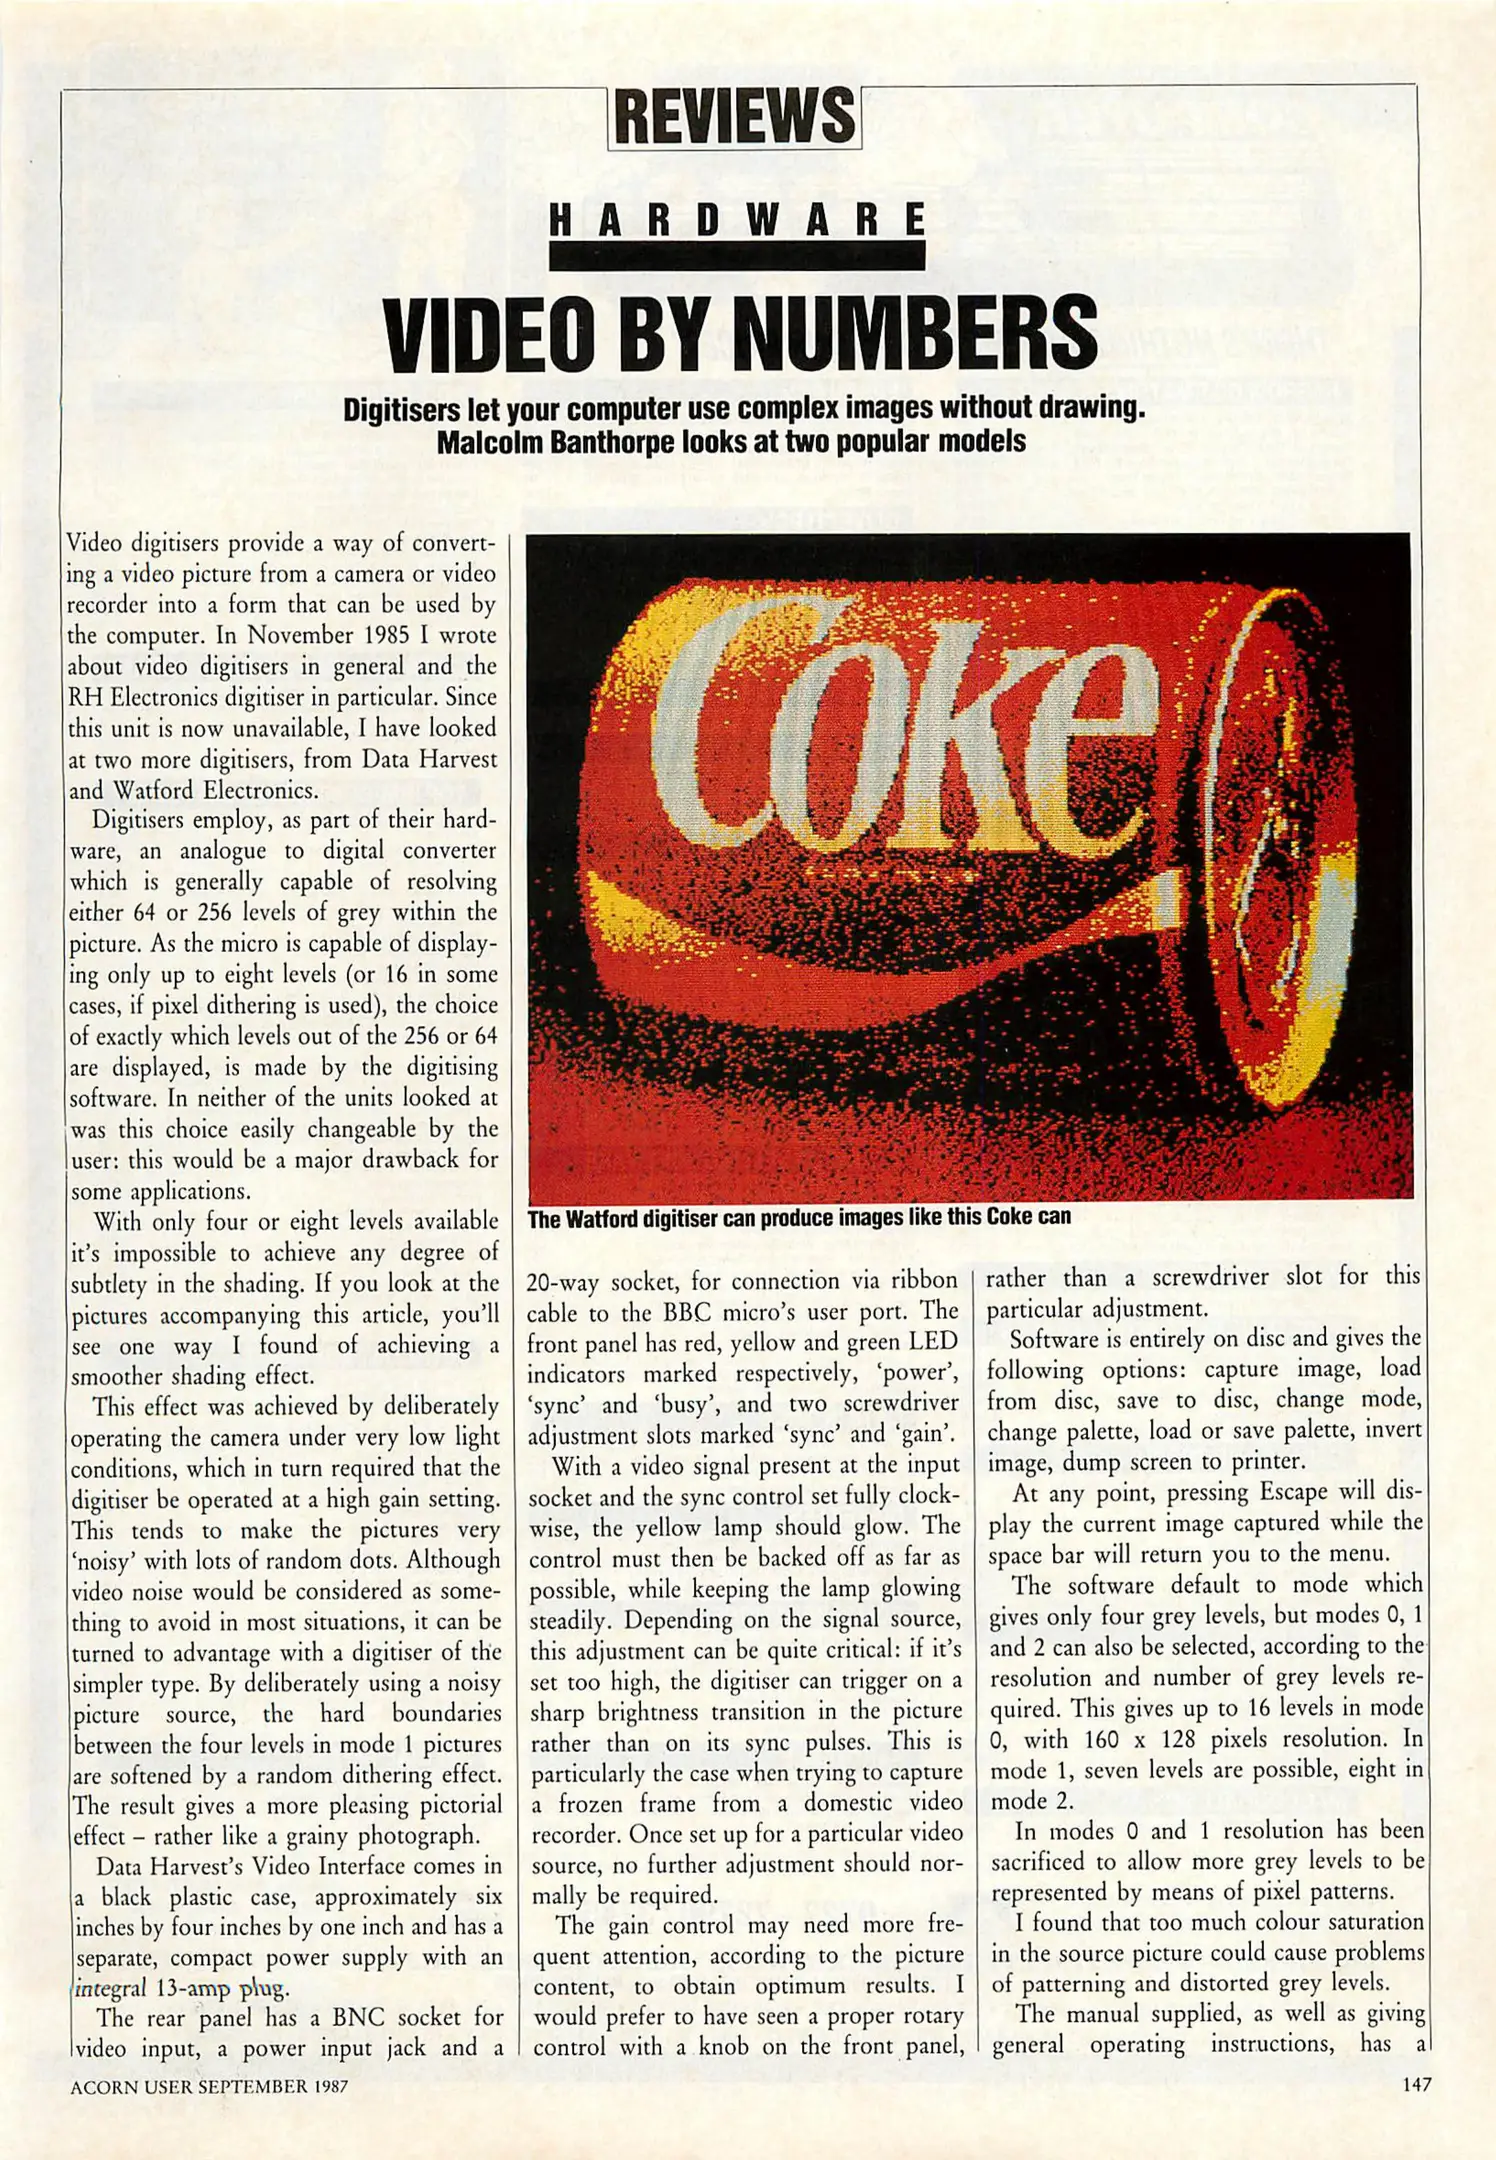 REVIEWS
HARDWARE
VIDEO BY NUMBERS
Digitisers let your computer use complex images without drawing.
Malcolm Banthorpe looks at two popular models
Video digitisers provide a way of convert-
ing a video picture from a camera or video
recorder into a form that can be used by
the computer. In November 1985 I wrote
about video digitisers in general and the
RH Electronics digitiser in particular. Since
this unit is now unavailable, I have looked
at two more digitisers, from Data Harvest
and Watford Electronics.
Digitisers employ, as part of their hard-
ware, an analogue to digital converter
which is generally capable of resolving
either 64 or 256 levels of grey within the
picture. As the micro is capable of display-
ing only up to eight levels (or 16 in some
cases, if pixel dithering is used), the choice
of exactly which levels out of the 256 or 64
are displayed, is made by the digitising
software. In neither of the units looked at
was this choice easily changeable by the
user: this would be a major drawback for
some applications.
With only four or eight levels available
it's impossible to achieve any degree of
subtlety in the shading. If you look at the
pictures accompanying this article, you'll
see one way I found of achieving a
smoother shading effect.
This effect was achieved by deliberately
operating the camera under very low light
conditions, which in turn required that the
digitiser be operated at a high gain setting.
This tends to make the pictures very
'noisy' with lots of random dots. Although
video noise would be considered as some-
thing to avoid in most situations, it can be
turned to advantage with a digitiser of the
simpler type. By deliberately using a noisy
picture source, the hard boundaries
between the four levels in mode 1 pictures
are softened by a random dithering effect.
The result gives a more pleasing pictorial
effect – rather like a grainy photograph.
Data Harvest's Video Interface comes in
a black plastic case, approximately six
inches by four inches by one inch and has a
separate, compact power supply with an
integral 13-amp plug.
The rear panel has a BNC socket for
video input, a power input jack and a
Coke
The Watford digitiser can produce images like this Coke can
20-way socket, for connection via ribbon
cable to the BBC micro's user port. The
front panel has red, yellow and green LED
indicators marked respectively, 'power',
'sync' and 'busy', and two screwdriver
adjustment slots marked 'sync' and 'gain'.
With a video signal present at the input
socket and the sync control set fully clock-
wise, the yellow lamp should glow. The
control must then be backed off as far as
possible, while keeping the lamp glowing
steadily. Depending on the signal source,
this adjustment can be quite critical: if it's
set too high, the digitiser can trigger on a
sharp brightness transition in the picture
rather than on its sync pulses. This is
particularly the case when trying to capture
a frozen frame from a domestic video
recorder. Once set up for a particular video
source, no further adjustment should nor-
mally be required.
The gain control may need more fre-
quent attention, according to the picture
content, to obtain optimum results. I
would prefer to have seen a proper rotary
control with a knob on the front panel,
rather than a screwdriver slot for this
particular adjustment.
Software is entirely on disc and gives the
following options: capture image, load
from disc, save to disc, change mode,
change palette, load or save palette, invert
image, dump screen to printer.
At any point, pressing Escape will dis-
play the current image captured while the
space bar will return you to the menu.
The software default to mode which
gives only four grey levels, but modes 0, 1
and 2 can also be selected, according to the
resolution and number of grey levels re-
quired. This gives up to 16 levels in mode
0, with 160 x 128 pixels resolution. In
mode 1, seven levels are possible, eight in
mode 2.
In modes 0 and 1 resolution has been
sacrificed to allow more grey levels to be
represented by means of pixel patterns.
I found that too much colour saturation
in the source picture could cause problems
of patterning and distorted grey levels.
The manual supplied, as well as giving
general operating instructions, has a
ACORN USER SEPTEMBER 1987
147